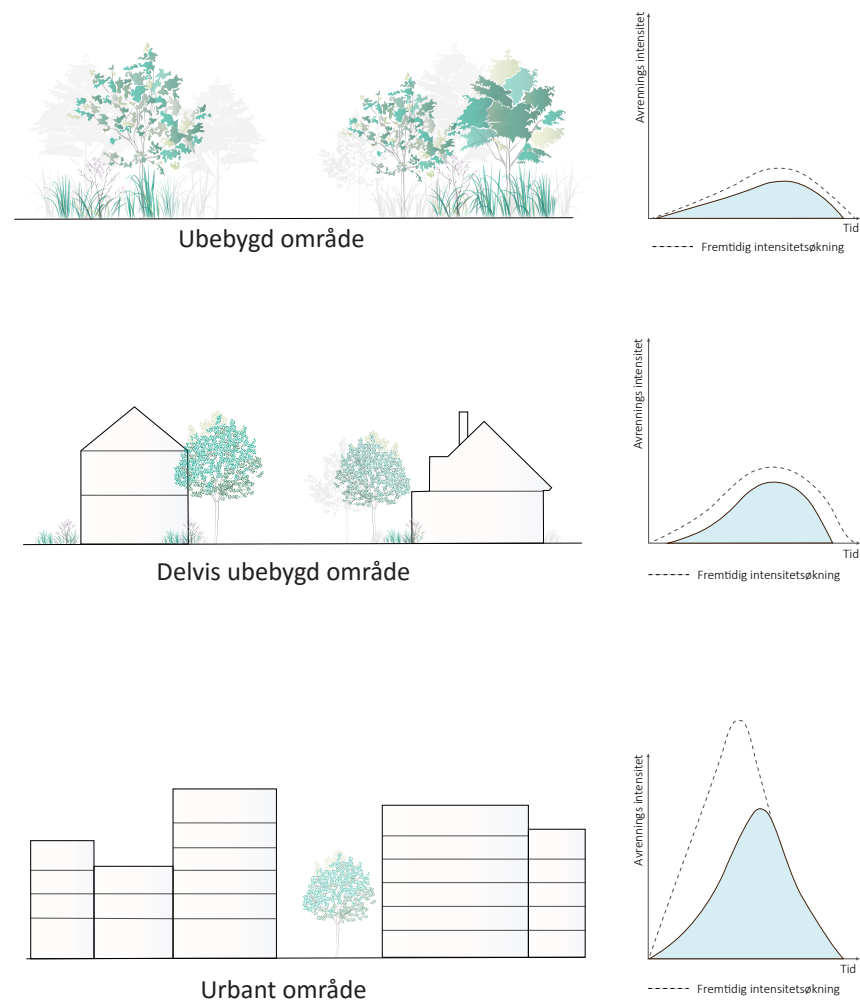 Avrennings intensitet
Tid
Ubebygd område
Fremtidig intensitetsøkning
Avrennings intensitet
Tid
Delvis ubebygd område
Fremtidig intensitetsøkning
Avrennings intensitet
Tid
Urbant område
Fremtidig intensitetsøkning